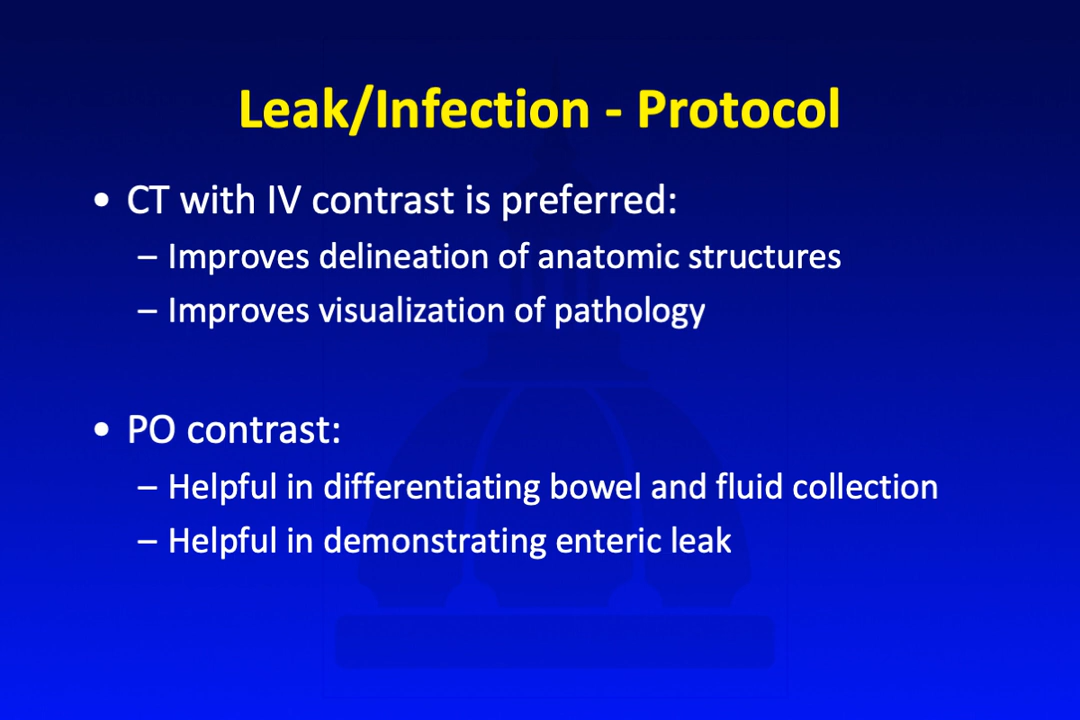 Leak/Infection - Protocol
• CT with IV contrast is preferred:
– Improves delineation of anatomic structures
– Improves visualization of pathology
• PO contrast:
– Helpful in differentiating bowel and fluid collection
– Helpful in demonstrating enteric leak